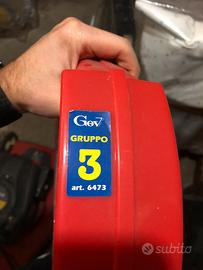 Gev
GRUPPO
3
art. 6473
subito